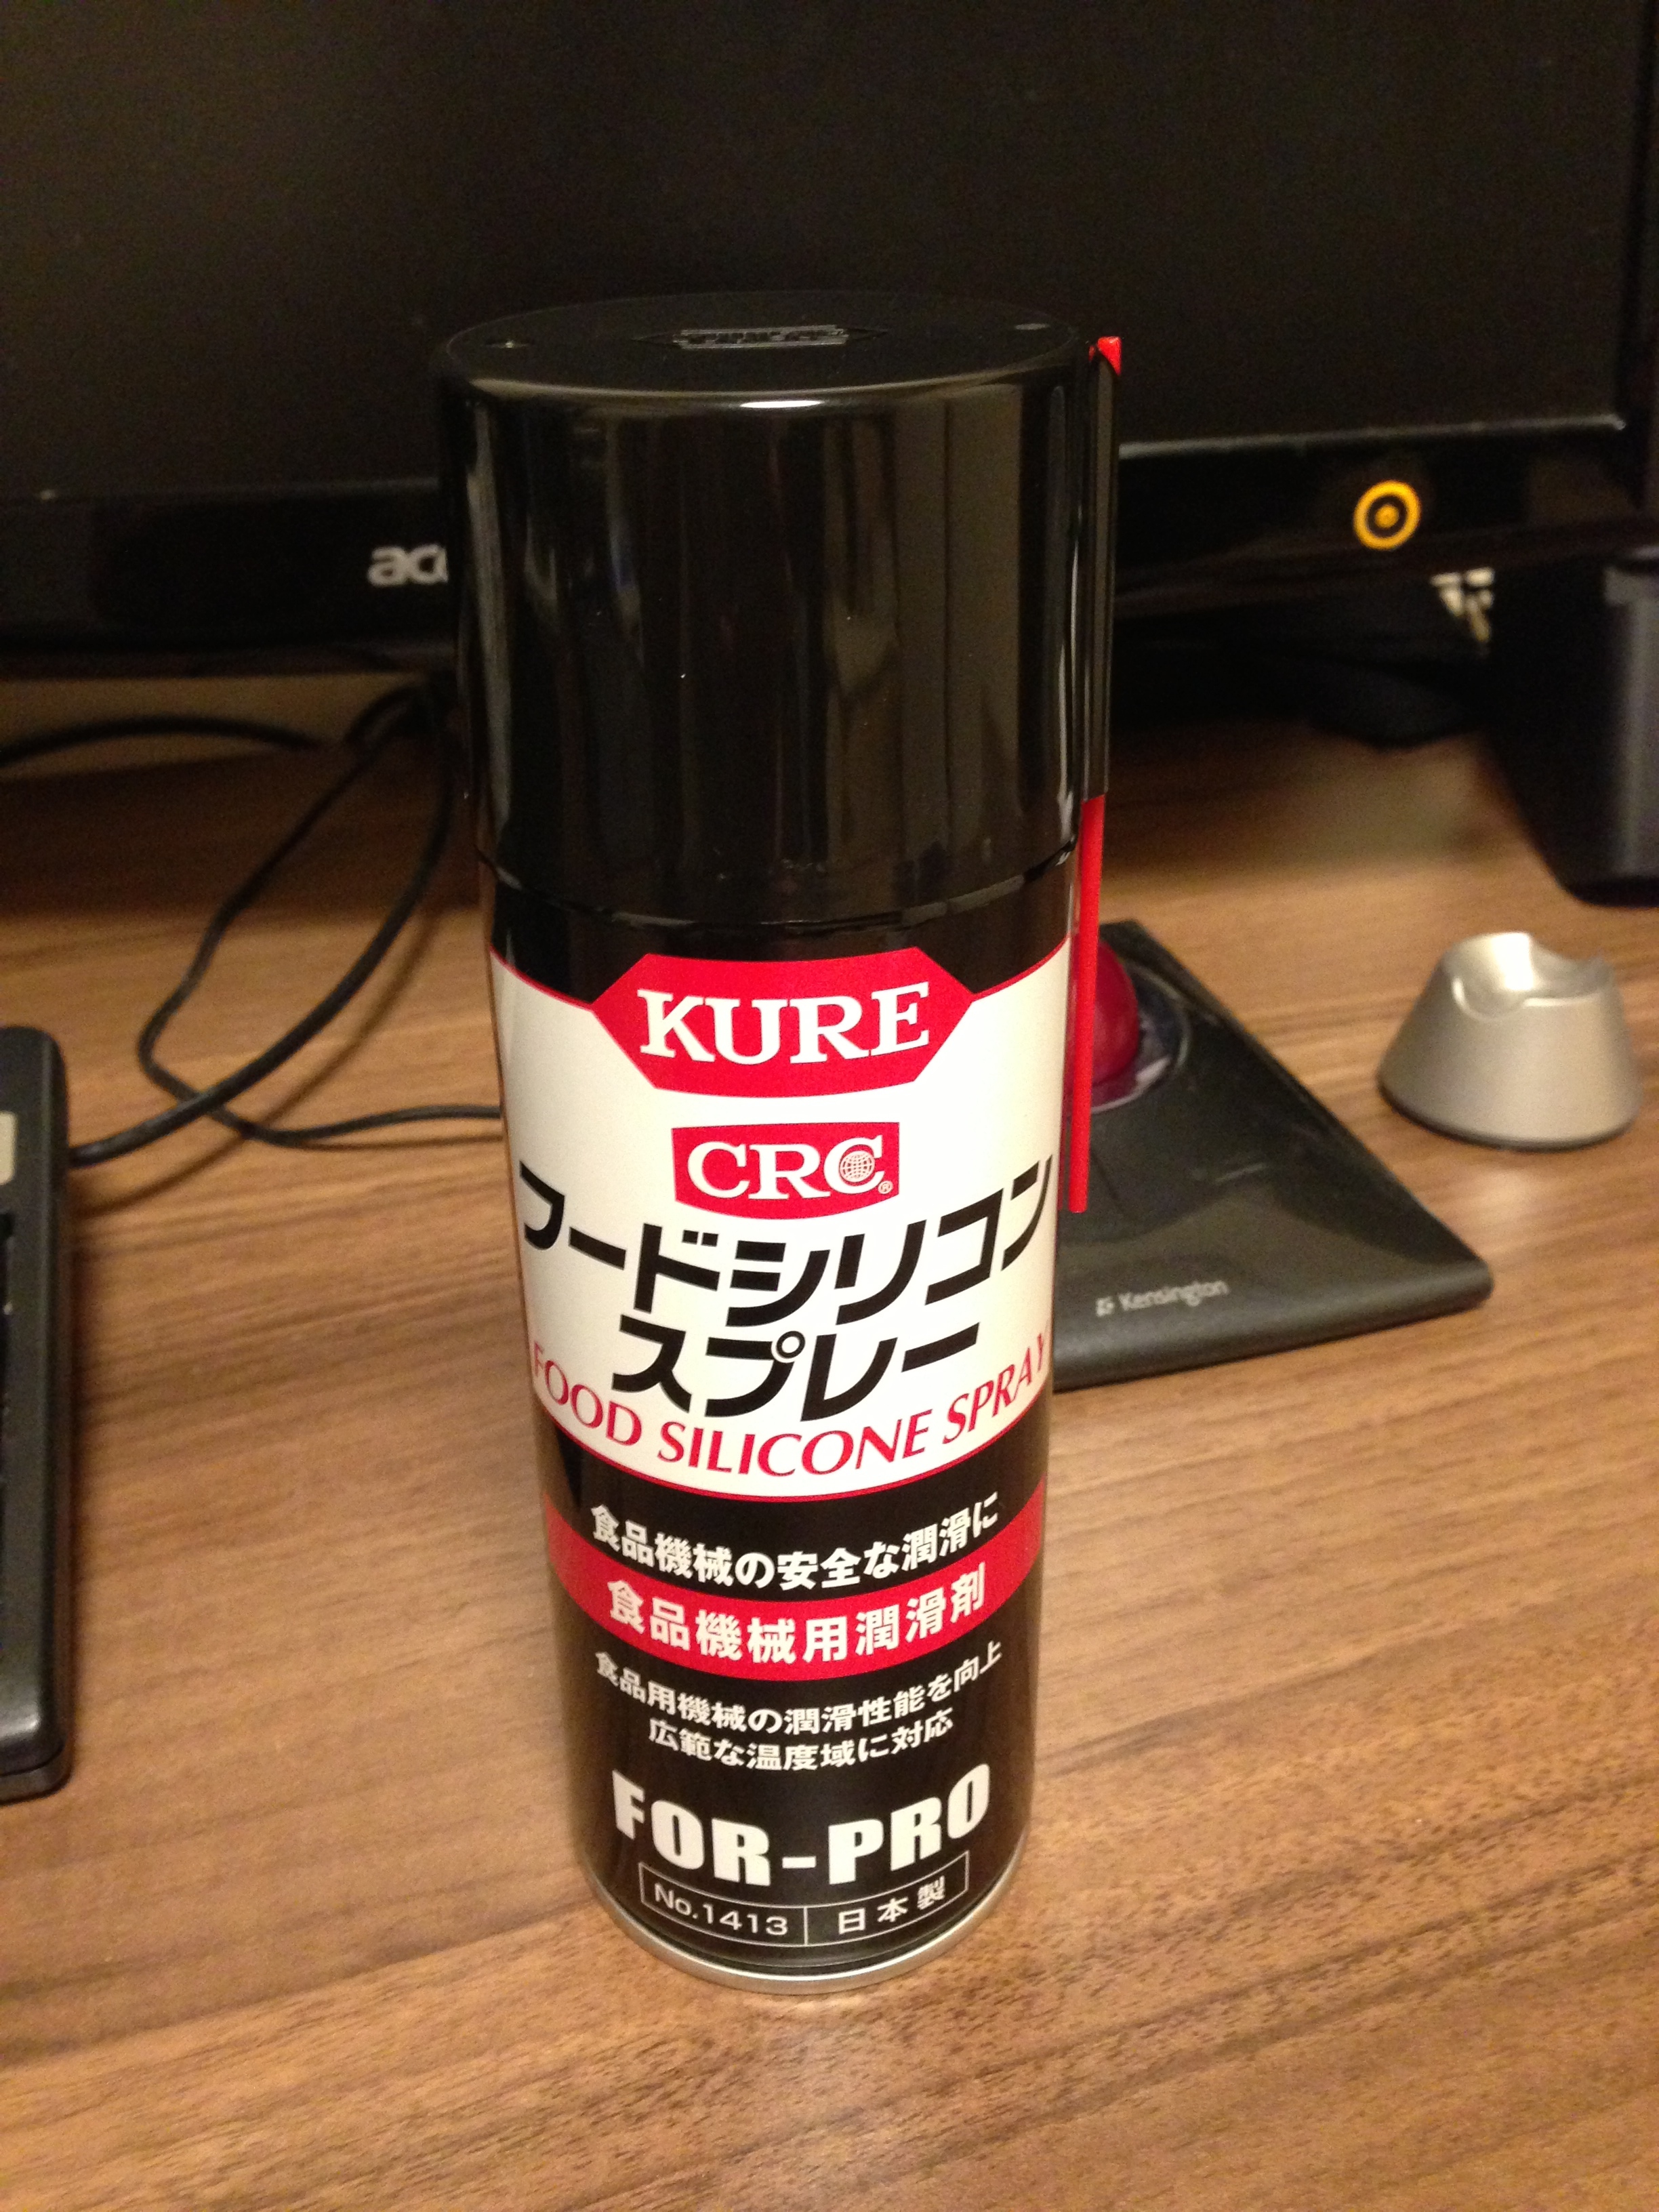 ace
KURE
CRC®
フードシリコン
スプレー
FOOD SILICONE SPRAY
Kensington
食品機械の安全な潤滑に
食品機械用潤滑剤
食品用機械の潤滑性能を向上
広範な温度域に対応
FOR-PRO
No.1413 日本製